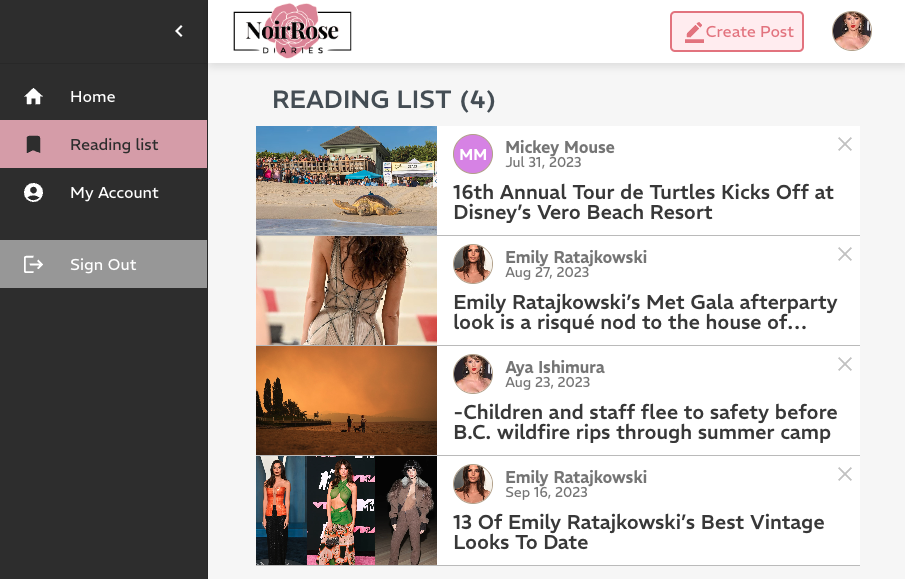 NoirRose
DIARIES
Create Post
Home
Reading list
My Account
Sign Out
READING LIST (4)
MM
Mickey Mouse
Jul 31, 2023
16th Annual Tour de Turtles Kicks Off at
Disney’s Vero Beach Resort
Emily Ratajkowski
Aug 27, 2023
Emily Ratajkowski’s Met Gala afterparty
look is a risqué nod to the house of…
Aya Ishimura
Aug 23, 2023
-Children and staff flee to safety before
B.C. wildfire rips through summer camp
Emily Ratajkowski
Sep 16, 2023
13 Of Emily Ratajkowski’s Best Vintage
Looks To Date